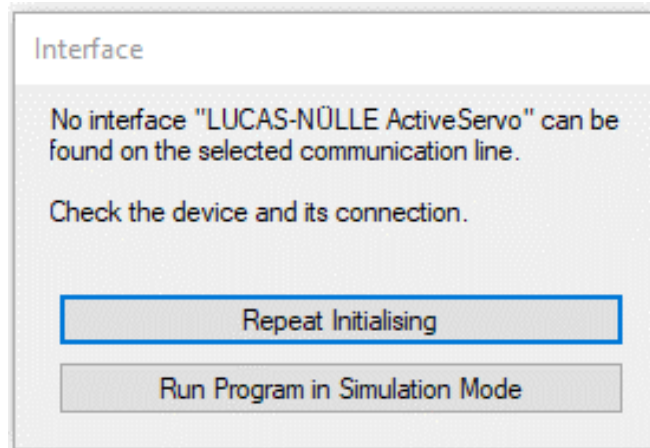 Interface
No interface "LUCAS-NÜLLE ActiveServo" can be
found on the selected communication line.
Check the device and its connection.
Repeat Initialising
Run Program in Simulation Mode